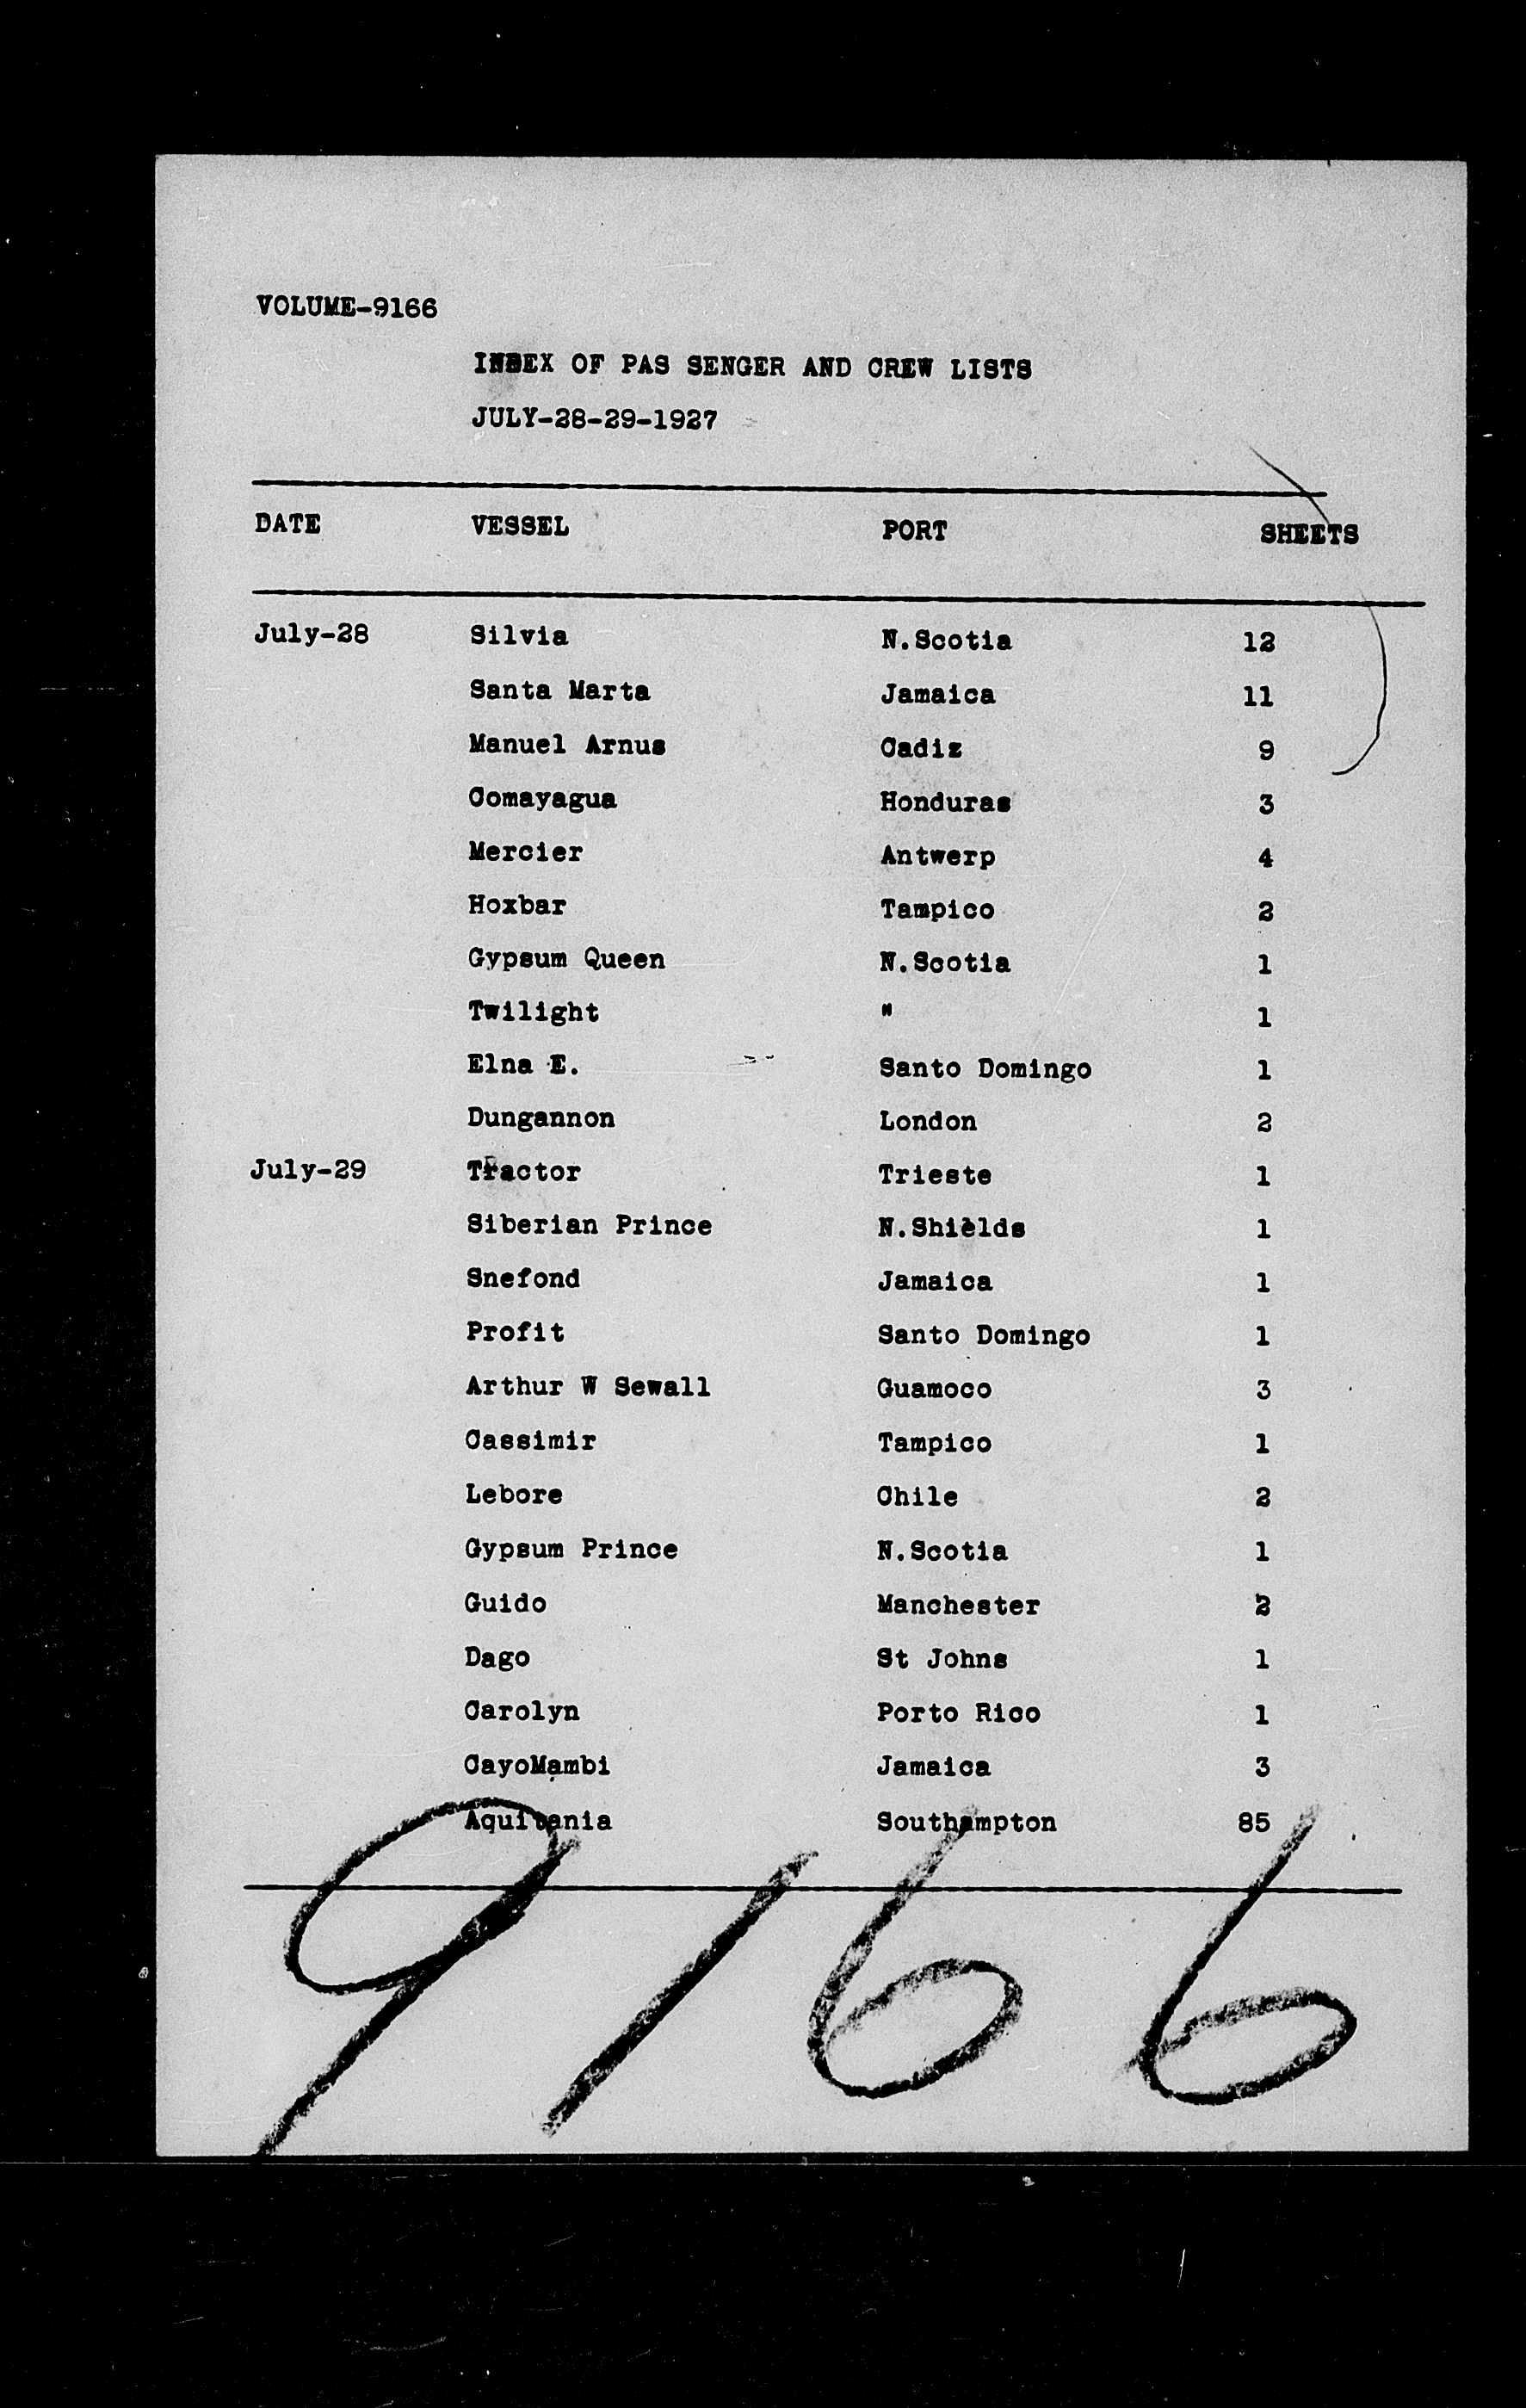 VOLUME-9166
INDEX OF PAS SENGER AND CREW LISTS
JULY-28-29-1927
DATE VESSEL PORT SHEETS
July-28 Silvia N.Scotia 12
Santa Marta Jamaica 11
Manuel Arnus Cadiz 9
Comayagua Honduras 3
Mercier Antwerp 4
Hoxbar Tampico 2
Gypsum Queen N.Scotia 1
Twilight " 1
Elna E. Santo Domingo 1
Dungannon London 2
July-29 Tractor Trieste 1
Siberian Prince N.Shields 1
Snefond Jamaica 1
Profit Santo Domingo 1
Arthur W Sewall Guamoco 3
Cassimir Tampico 1
Lebore Chile 2
Gypsum Prince N.Scotia 1
Guido Manchester 2
Dago St Johns 1
Carolyn Porto Rico 1
CayoMambi Jamaica 3
Aquitania Southampton 85
9166